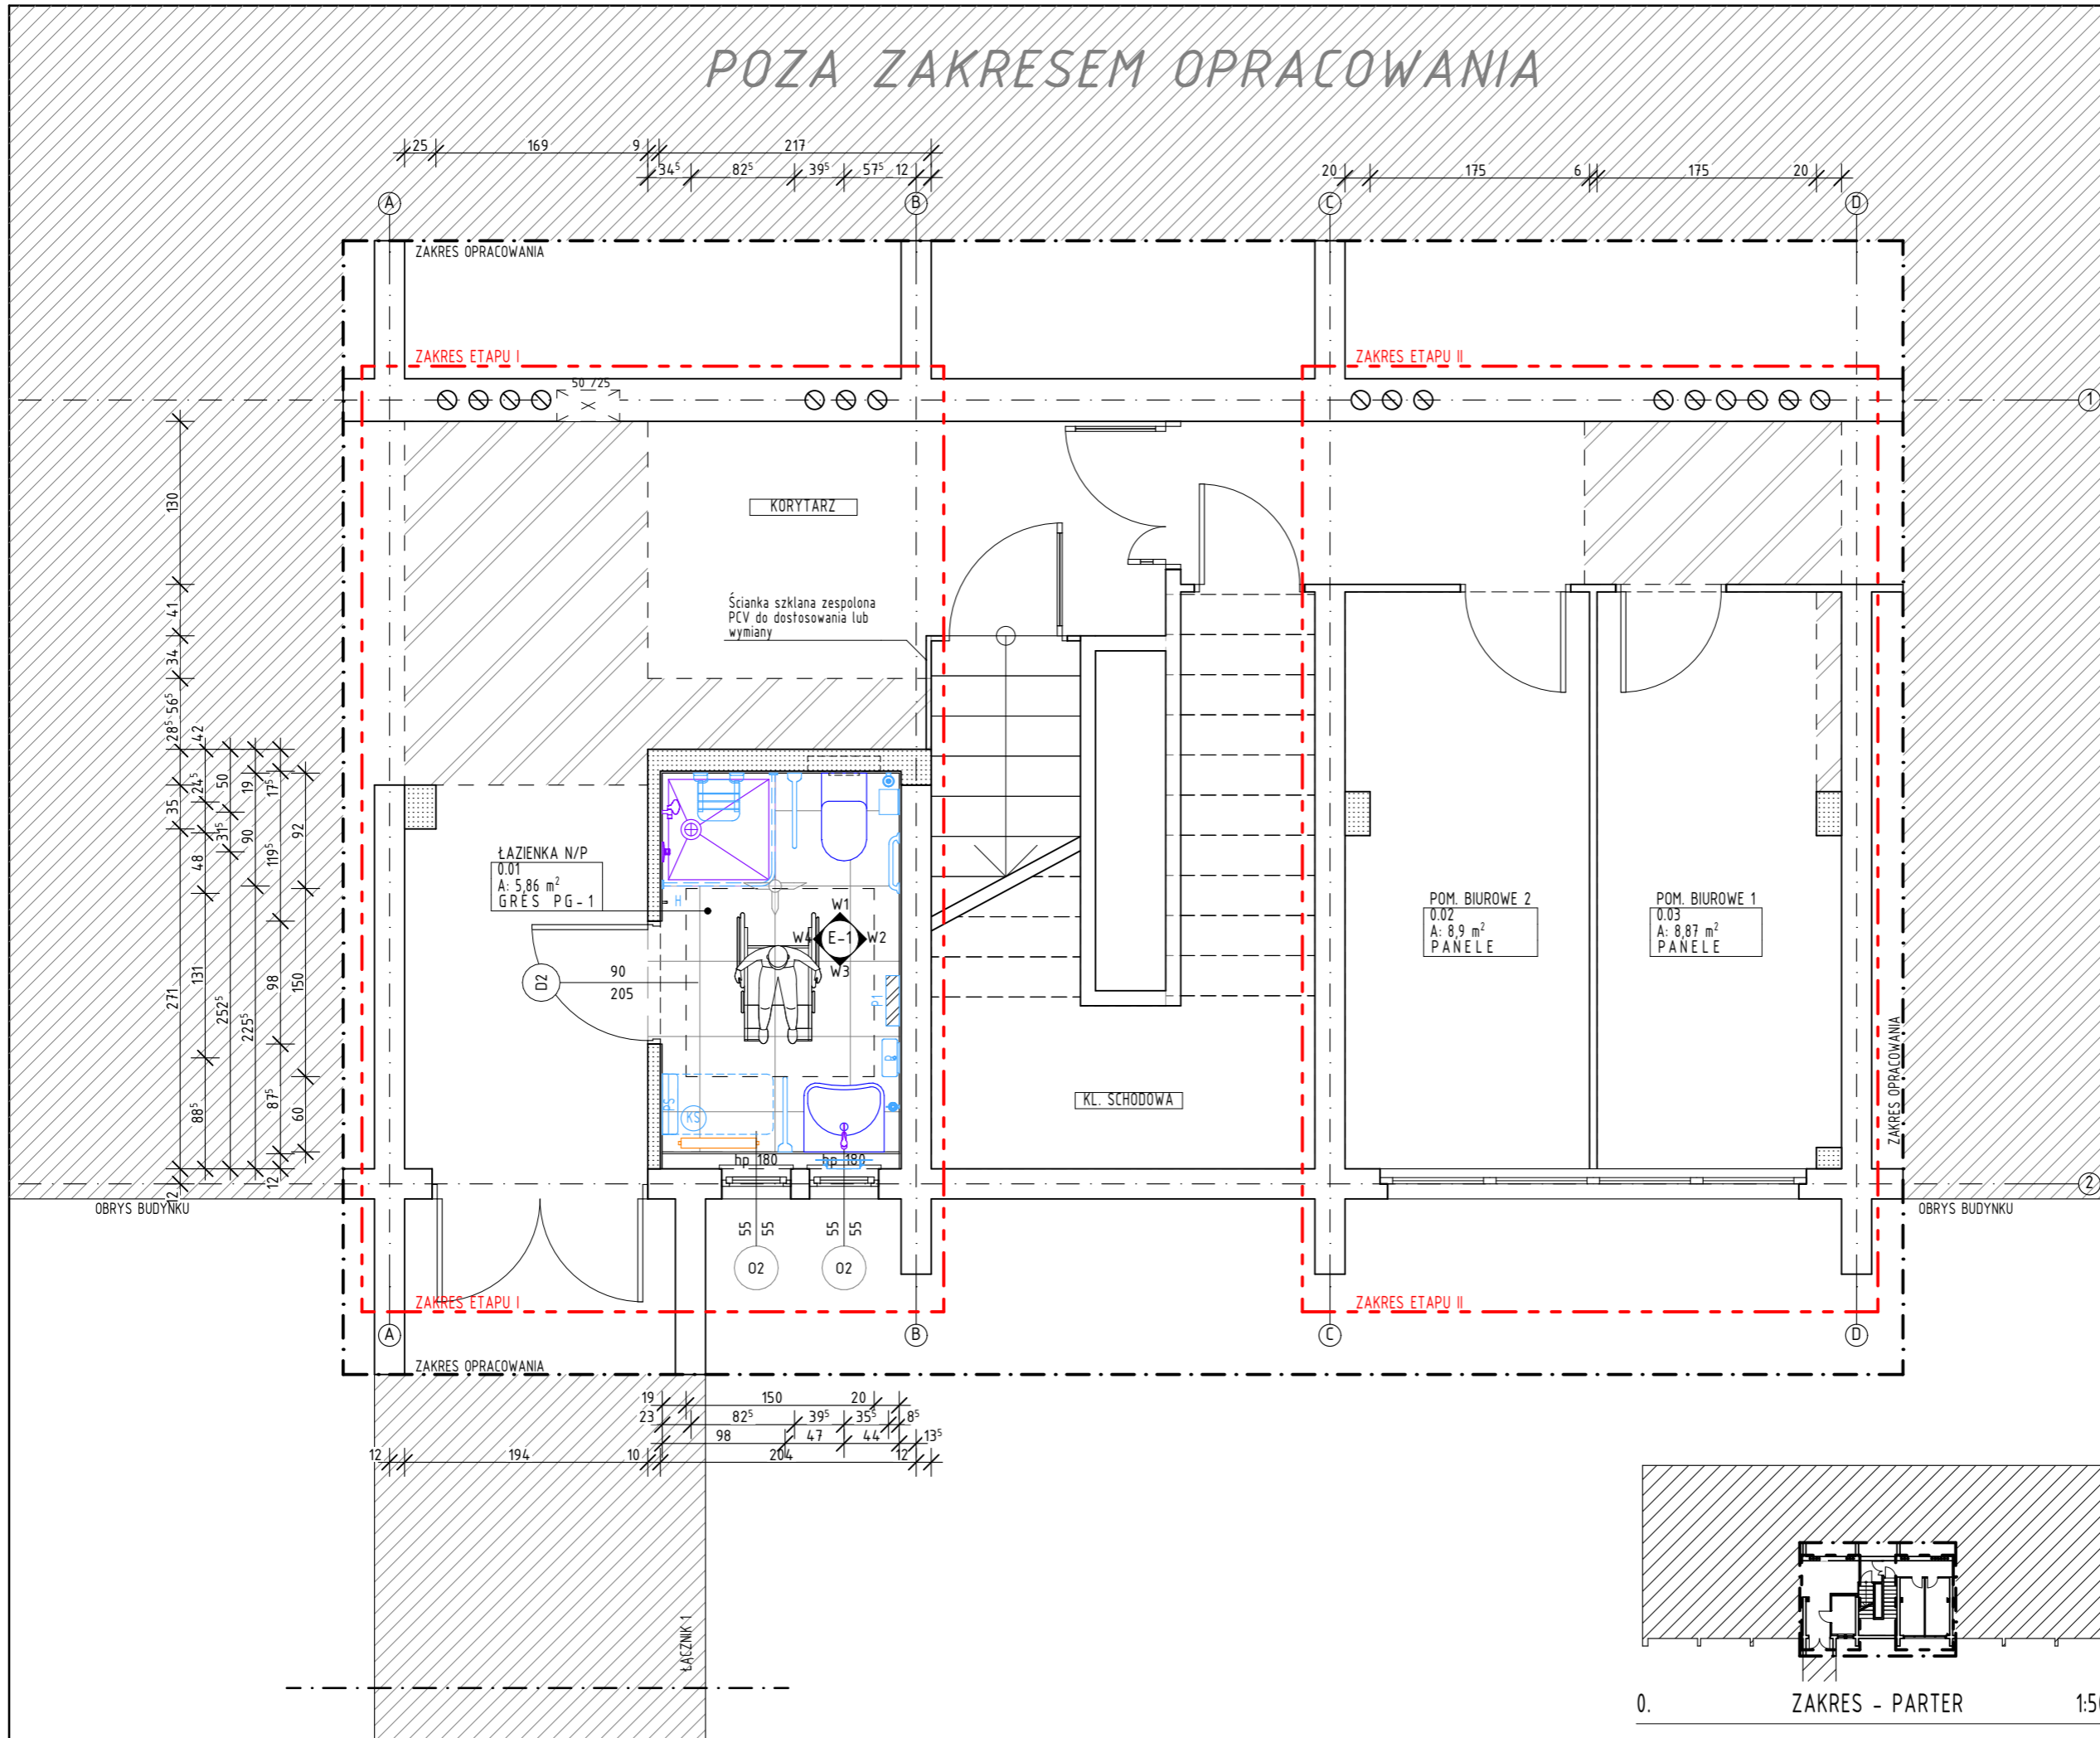 POZA ZAKRESEM OPRACOWANIA
25 169 9 217
34⁵ 82⁵ 39⁵ 57⁵ 12
20 175 6 175 20
A B C D
ZAKRES OPRACOWANIA
ZAKRES ETAPU I
ZAKRES ETAPU II
50 /25
1
KORYTARZ
Ścianka szklana zespolona
PCV do dostosowania lub
wymiany
130
41
34
56⁵
28⁵
35
271
12
42
24⁵
48
131
88⁵
50
31⁵
252⁵
19
90
225⁵
17⁵
119⁵
98
87⁵
12
92
150
60
ŁAZIENKA N/P
0.01
A: 5,86 m²
GRES PG-1
H
W1
W4 E-1 W2
W3
D2
90
205
P1
PS
KS
hp 180
hp 180
POM. BIUROWE 2
0.02
A: 8,9 m²
PANELE
POM. BIUROWE 1
0.03
A: 8,87 m²
PANELE
KL. SCHODOWA
ZAKRES OPRACOWANIA
2
OBRYS BUDYNKU
OBRYS BUDYNKU
55
55
55
55
O2
O2
ZAKRES ETAPU I
ZAKRES ETAPU II
A B C D
ZAKRES OPRACOWANIA
19 150 20
23 82⁵ 39⁵ 35⁵ 8⁵
98 47 44 13⁵
12 194 10 204 12
ŁĄCZNIK 1
0. ZAKRES - PARTER